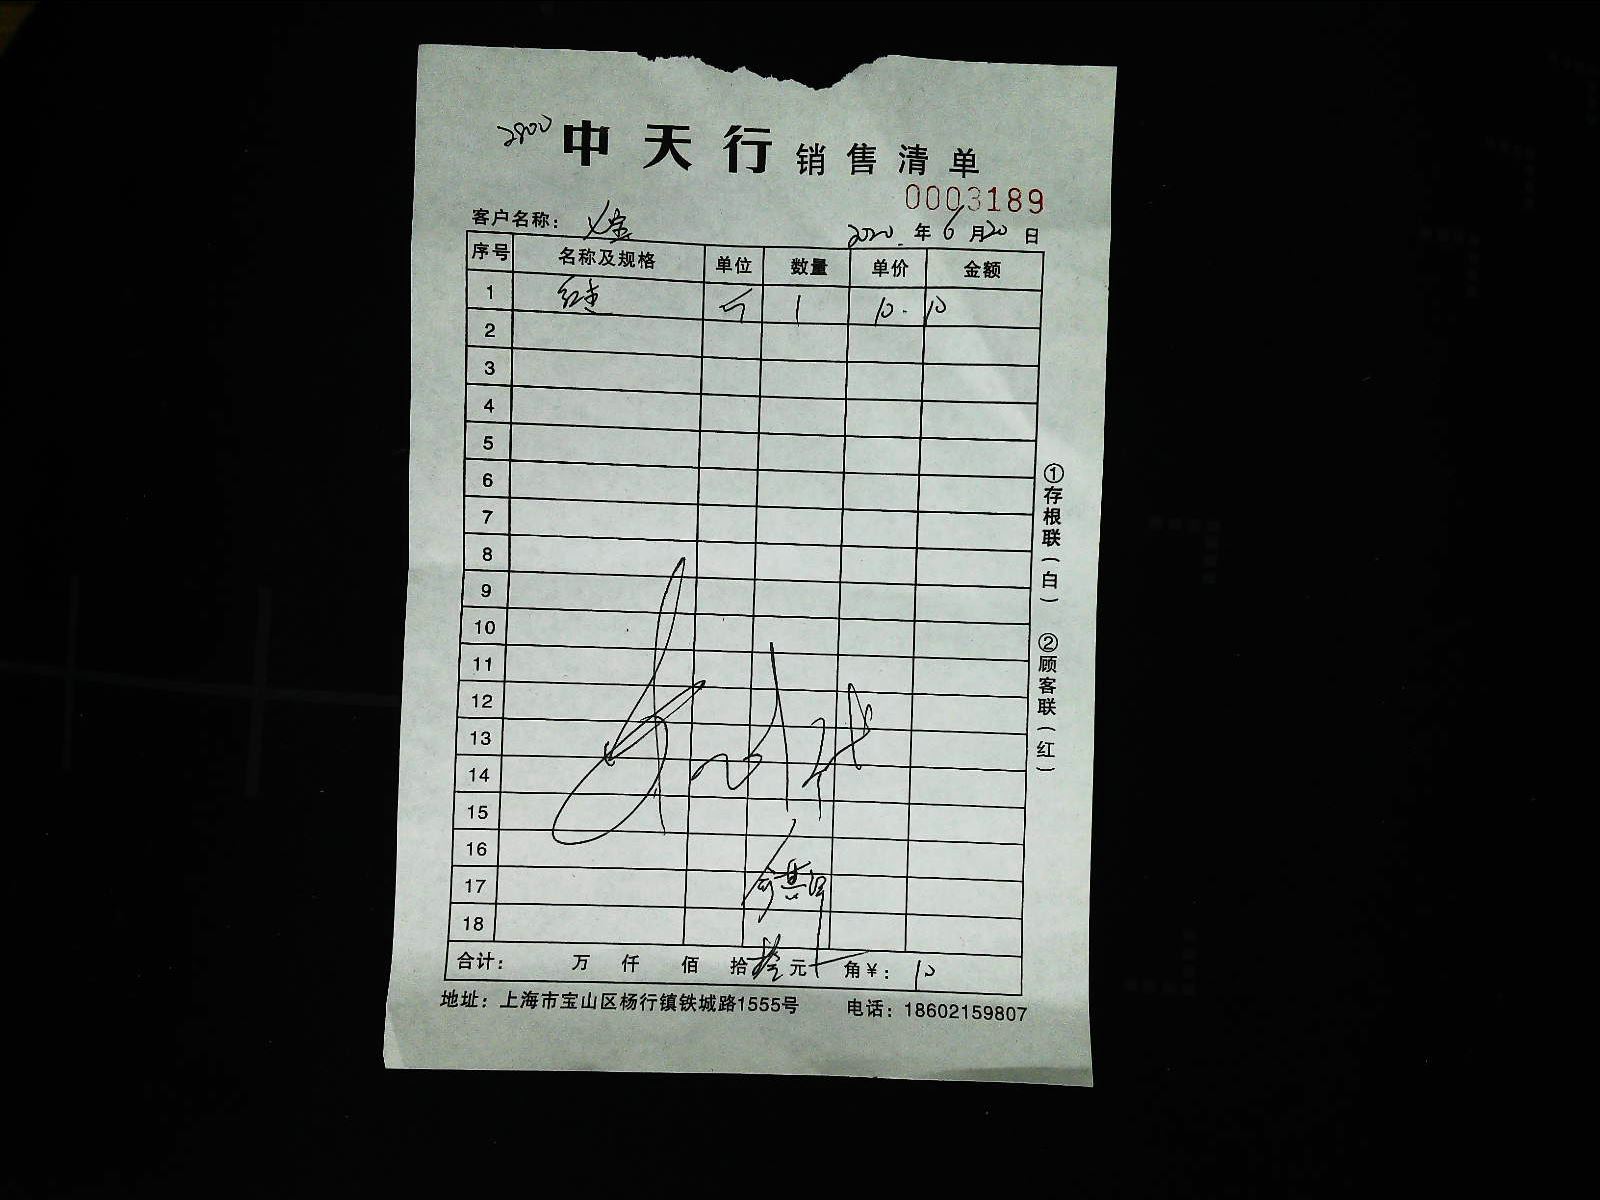 2800 中天行 销售清单
0003189
客户名称：
2020 年 6 月 20 日
序号 名称及规格 单位 数量 单价 金额
1 红枣 斤 1 10. 10
2
3
4
5
6
7
8
9
10
11
12
13
14
15
16
17
18
合计： 万 仟 佰 拾 元 角 ¥： 10
地址：上海市宝山区杨行镇铁城路1555号 电话：18602159807
①存根联（白） ②顾客联（红）